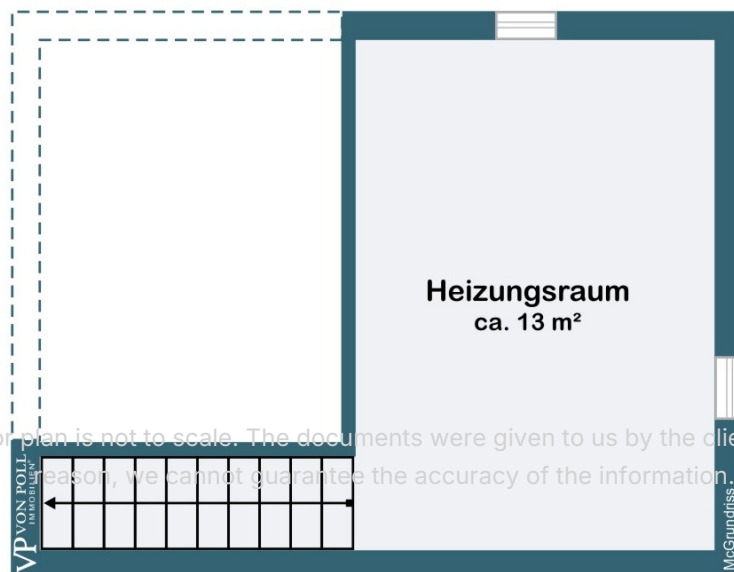 Heizungsraum
ca. 13 m²
plan is not to scale. The documents were given to us by the
reason, we cannot guarantee the accuracy of the information.
VP VON POLL
IMMOBILIEN
McGrundriss